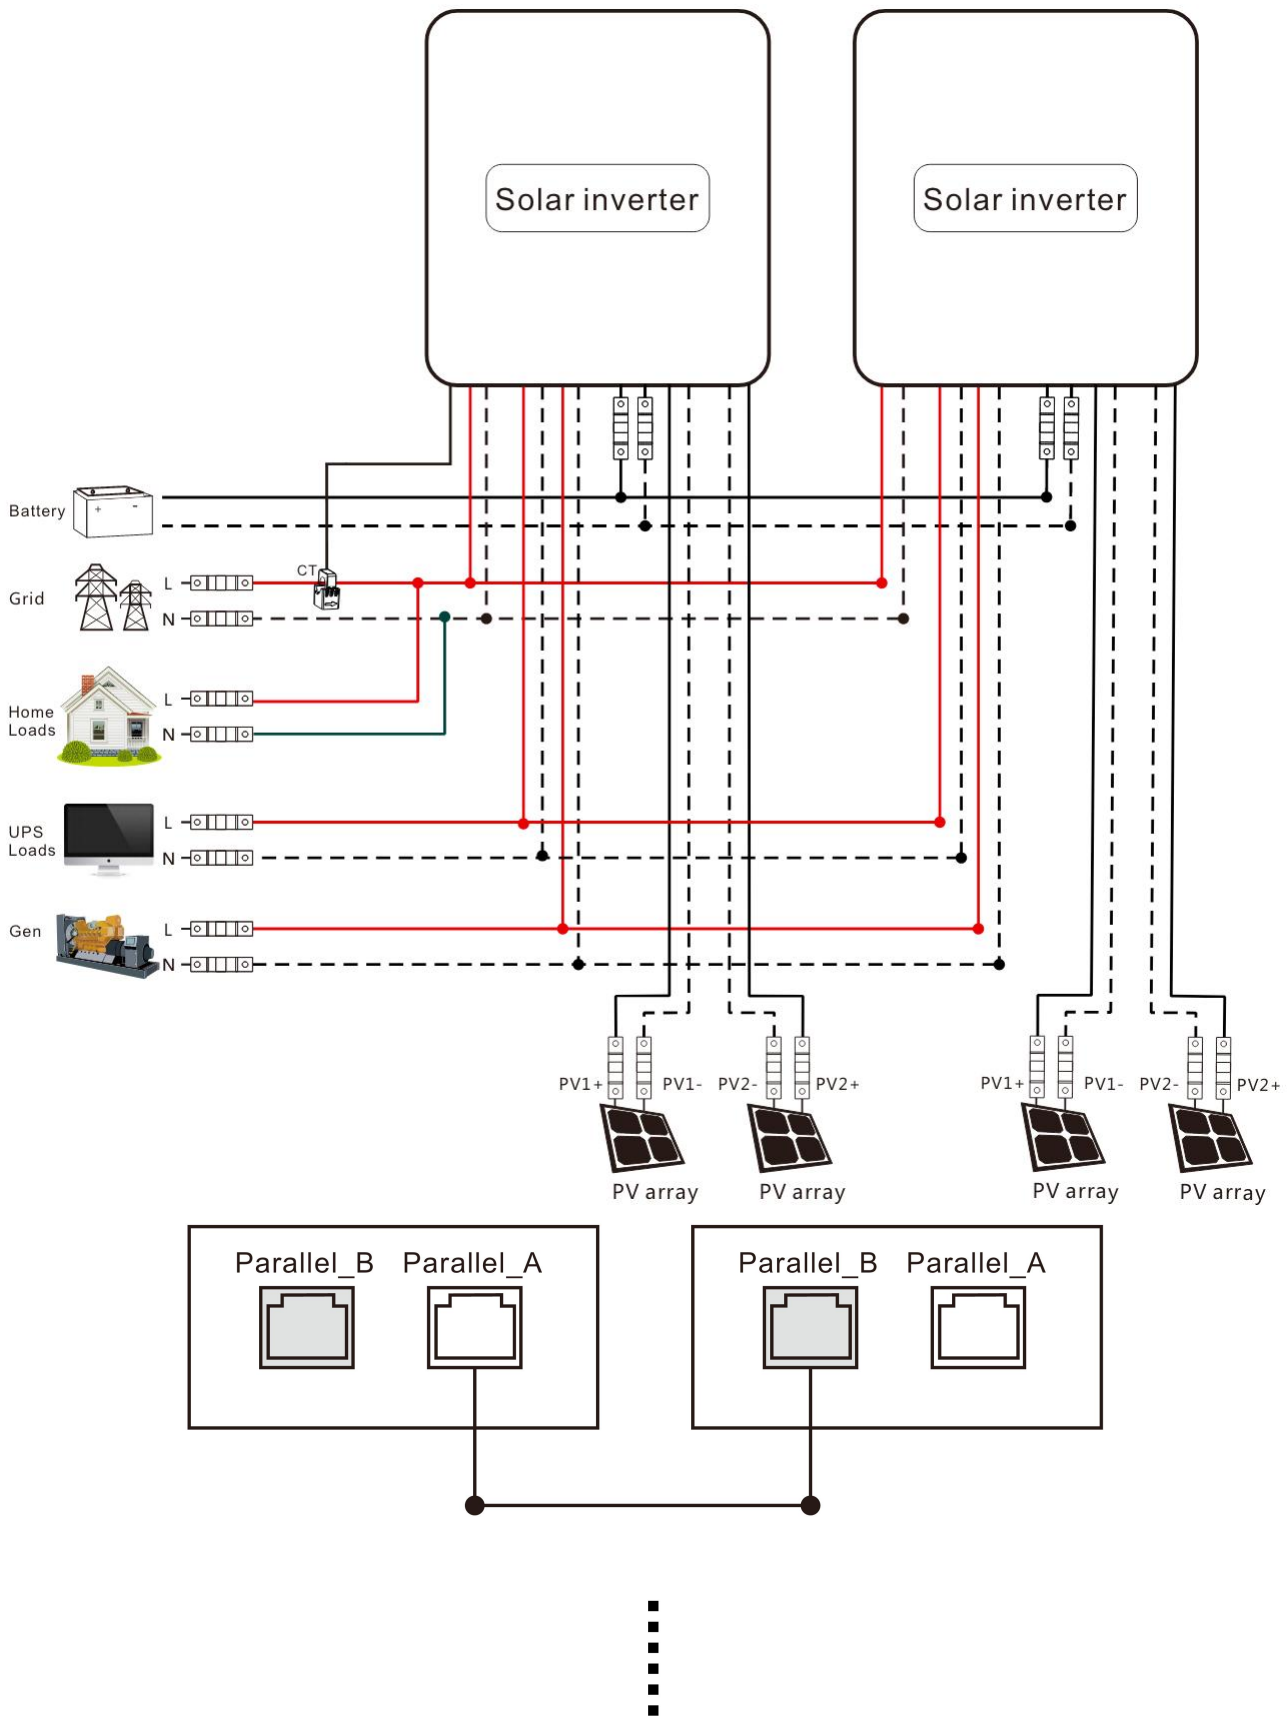 Solar inverter
Solar inverter
Battery
+ -
CT
Grid
L
N
Home
Loads
L
N
UPS
Loads
L
N
Gen
L
N
PV1+
PV1-
PV2-
PV2+
PV1+
PV1-
PV2-
PV2+
PV array
PV array
PV array
PV array
Parallel_B
Parallel_A
Parallel_B
Parallel_A